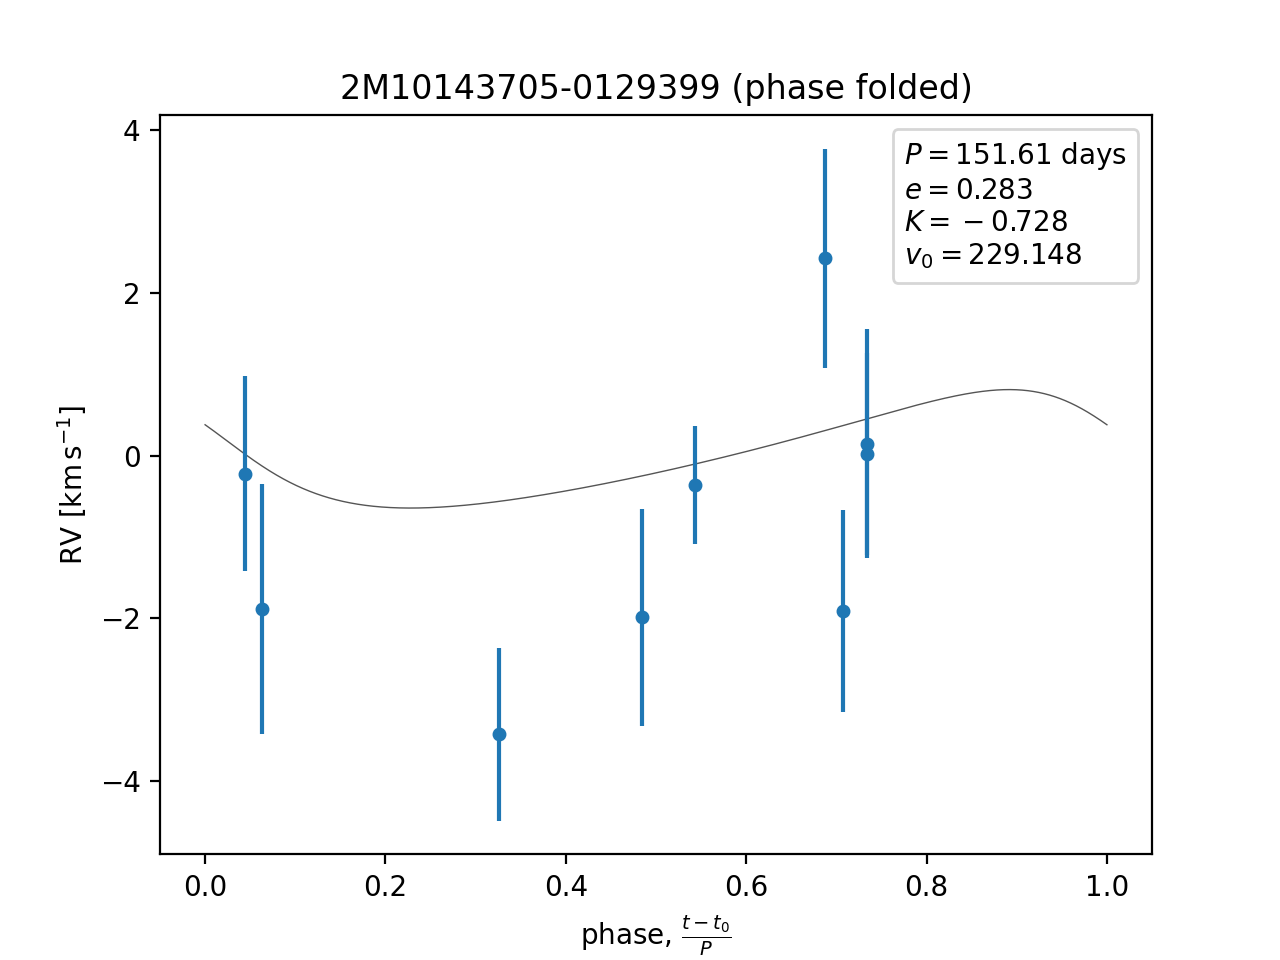 2M10143705-0129399 (phase folded)
P = 151.61 days
e = 0.283
K = −0.728
v₀ = 229.148
4
2
0
−2
−4
RV [km s⁻¹]
0.0 0.2 0.4 0.6 0.8 1.0
phase, (t − t₀)/P